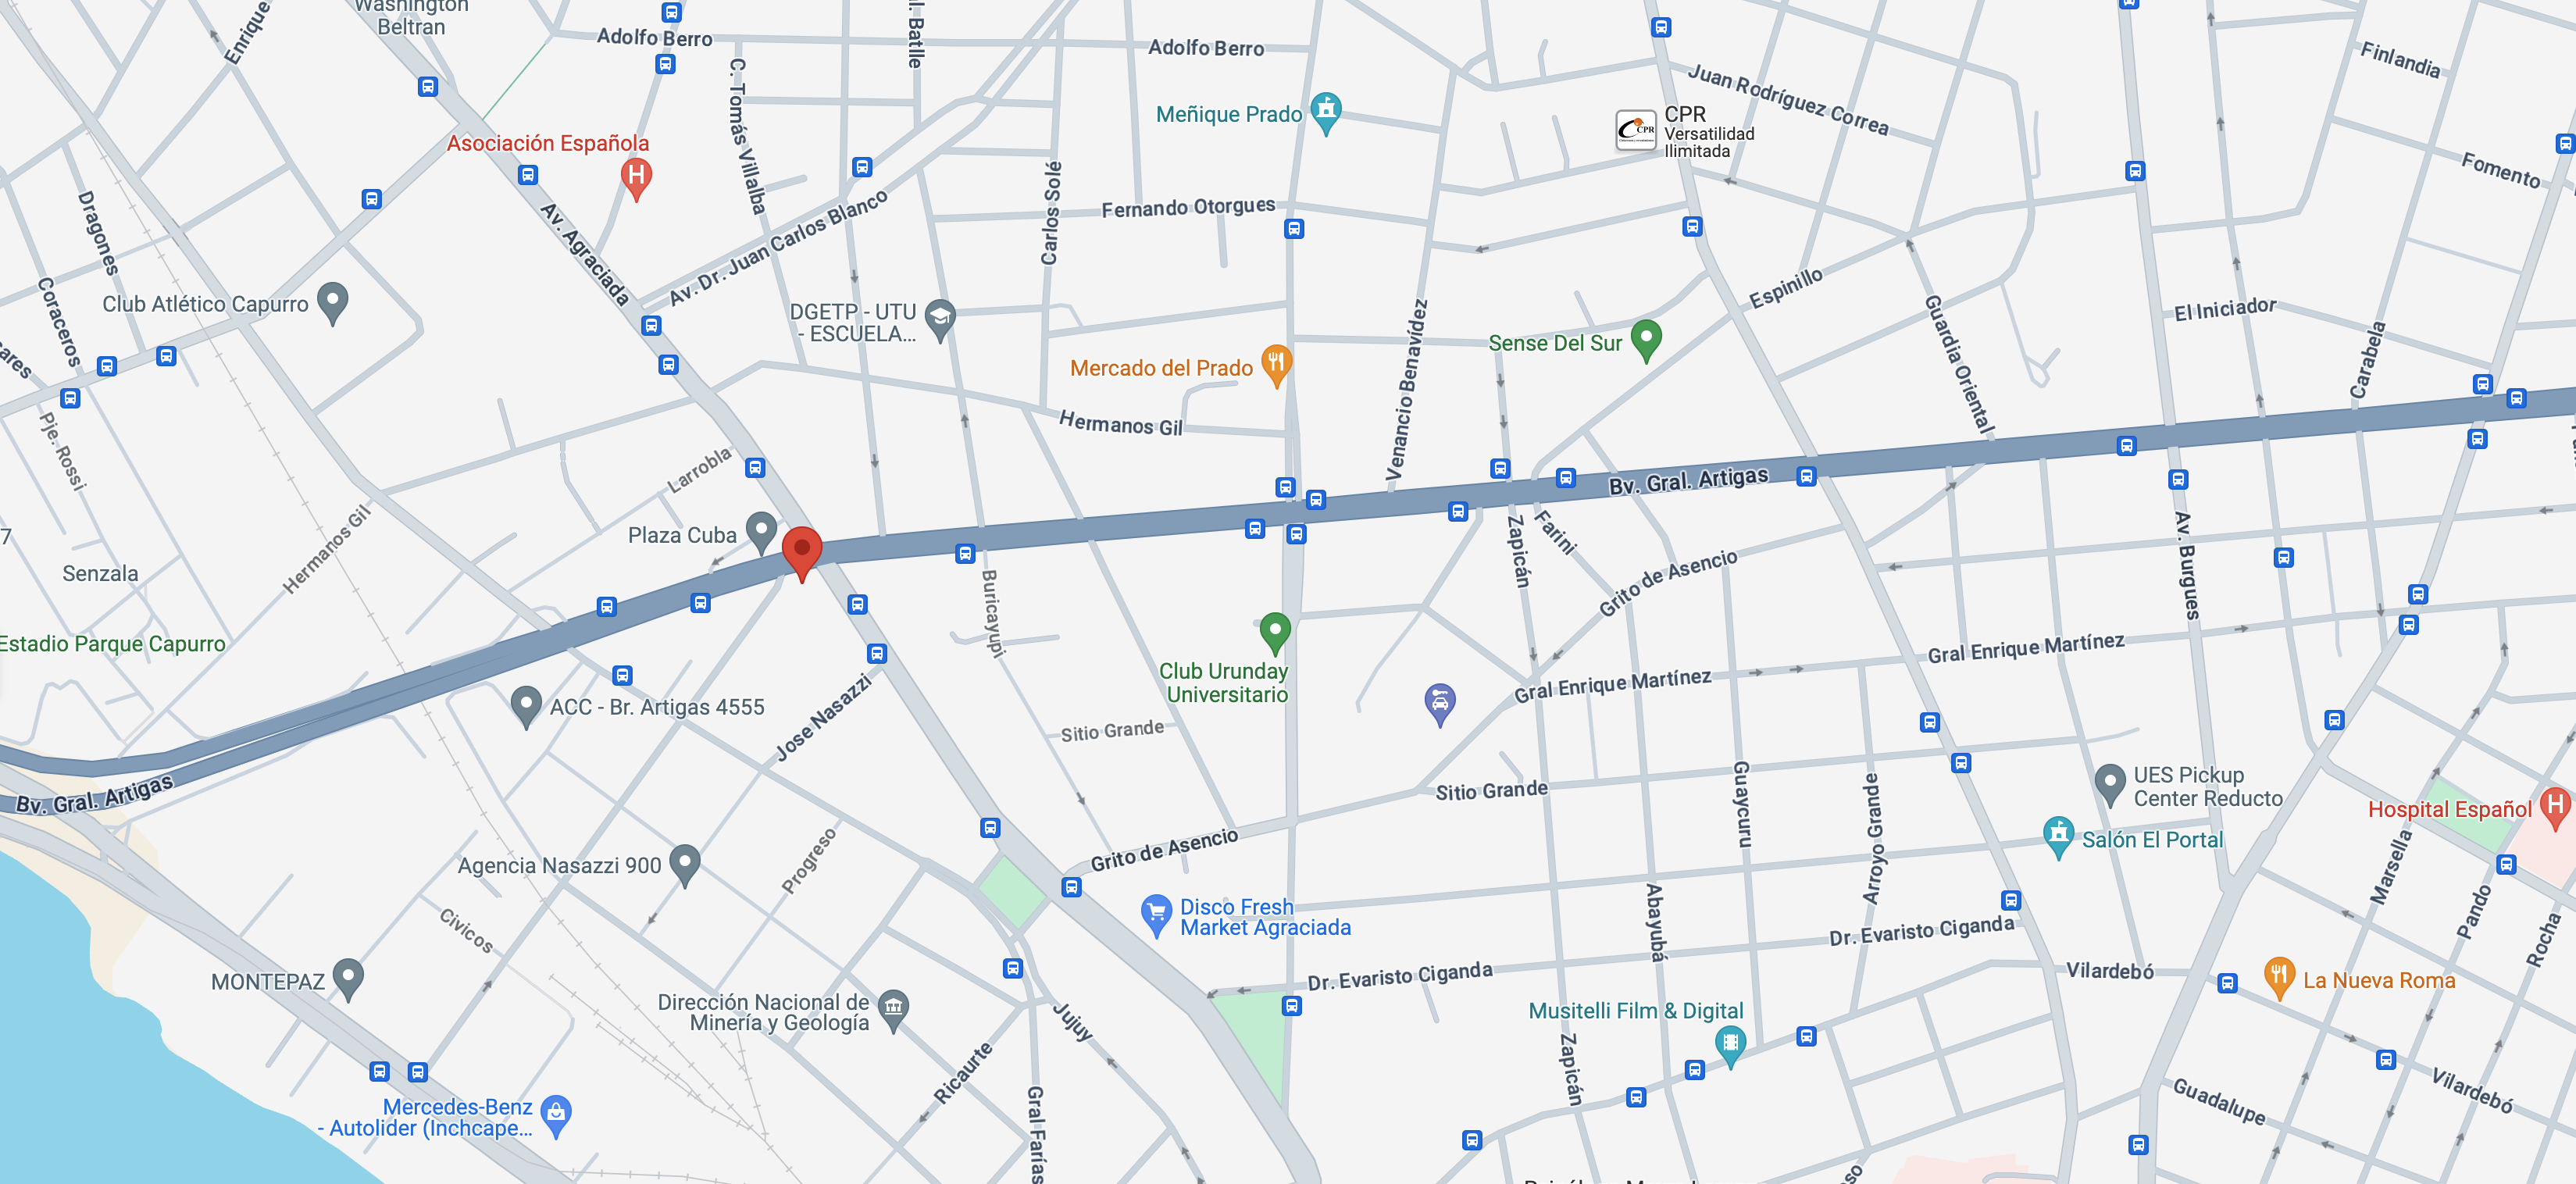 Washington
Beltran
Enrique
Adolfo Berro
l. Batlle
Adolfo Berro
C. Tomás Villalba
Finlandia
Juan Rodríguez Correa
Meñique Prado
CPR
Versatilidad
Ilimitada
CPR
Asociación Española
H
Fomento
Dragones
Av. Agraciada
Av. Dr. Juan Carlos Blanco
Carlos Solé
Fernando Otorgues
Coraceros
Club Atlético Capurro
DGETP - UTU
- ESCUELA...
Espinillo
El Iniciador
Guardia Oriental
Venancio Benavídez
Sense Del Sur
Mercado del Prado
Carabela
ares
Pje. Rossi
Hermanos Gil
Larrobla
Bv. Gral. Artigas
Plaza Cuba
7
Hermanos Gil
Senzala
Zapicán
Farini
Av. Burgues
Grito de Asencio
Buricayupi
Estadio Parque Capurro
Gral Enrique Martínez
Club Urunday
Universitario
Gral Enrique Martínez
ACC - Br. Artigas 4555
Jose Nasazzi
Sitio Grande
Bv. Gral. Artigas
Sitio Grande
Guaycuru
Arroyo Grande
UES Pickup
Center Reducto
Hospital Español
H
Salón El Portal
Grito de Asencio
Agencia Nasazzi 900
Progreso
Marsella
Pando
Rocha
Abayubá
Disco Fresh
Market Agraciada
Civicos
Dr. Evaristo Ciganda
Dr. Evaristo Ciganda
Vilardebó
La Nueva Roma
MONTEPAZ
Dirección Nacional de
Minería y Geología
Jujuy
Musitelli Film & Digital
Zapicán
Ricaurte
Gral Farías
Vilardebó
Guadalupe
Mercedes-Benz
- Autolider (Inchcape...
oso